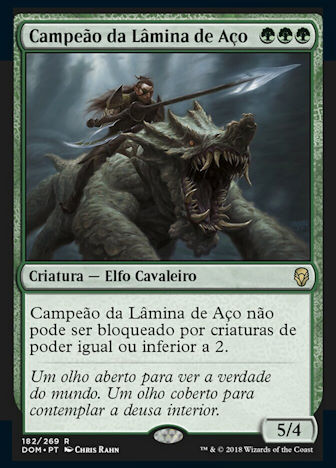 Campeão da Lâmina de Aço
Criatura — Elfo Cavaleiro
Campeão da Lâmina de Aço não
pode ser bloqueado por criaturas de
poder igual ou inferior a 2.
Um olho aberto para ver a verdade
do mundo. Um olho coberto para
contemplar a deusa interior.
5/4
182/269 R
DOM • PT Chris Rahn
™ & © 2018 Wizards of the Coast